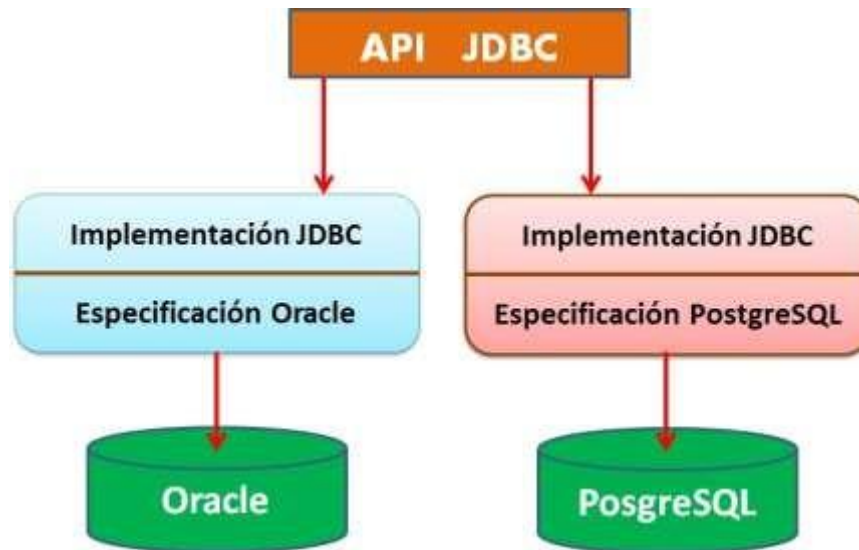 API JDBC
Implementación JDBC
Especificación Oracle
Oracle
Implementación JDBC
Especificación PostgreSQL
PosgreSQL